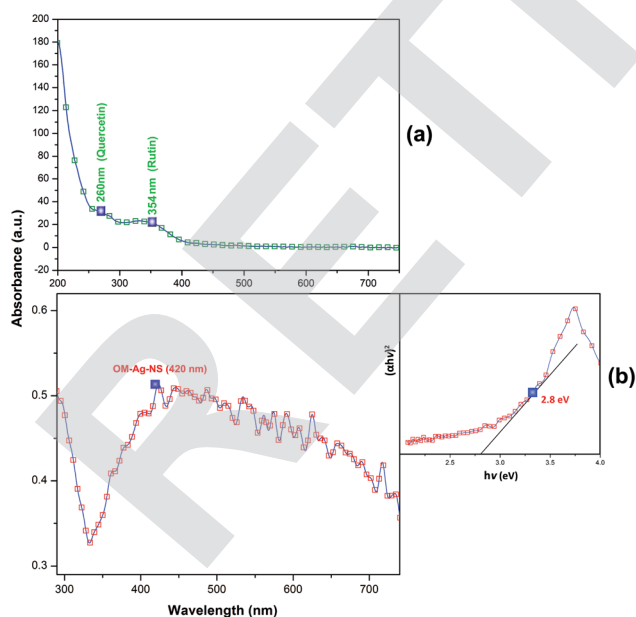 200
180
160
140
120
100
80
60
40
20
0
-20
260nm (Quercetin)
354nm (Rutin)
(a)
200 300 400 500 600 700
Absorbance (a.u.)
0.6
0.5
0.4
0.3
OM-Ag-NS (420 nm)
300 400 500 600 700
Wavelength (nm)
(αhν)²
2.8 eV
(b)
2.5 3.0 3.5 4.0
hν (eV)
RETR